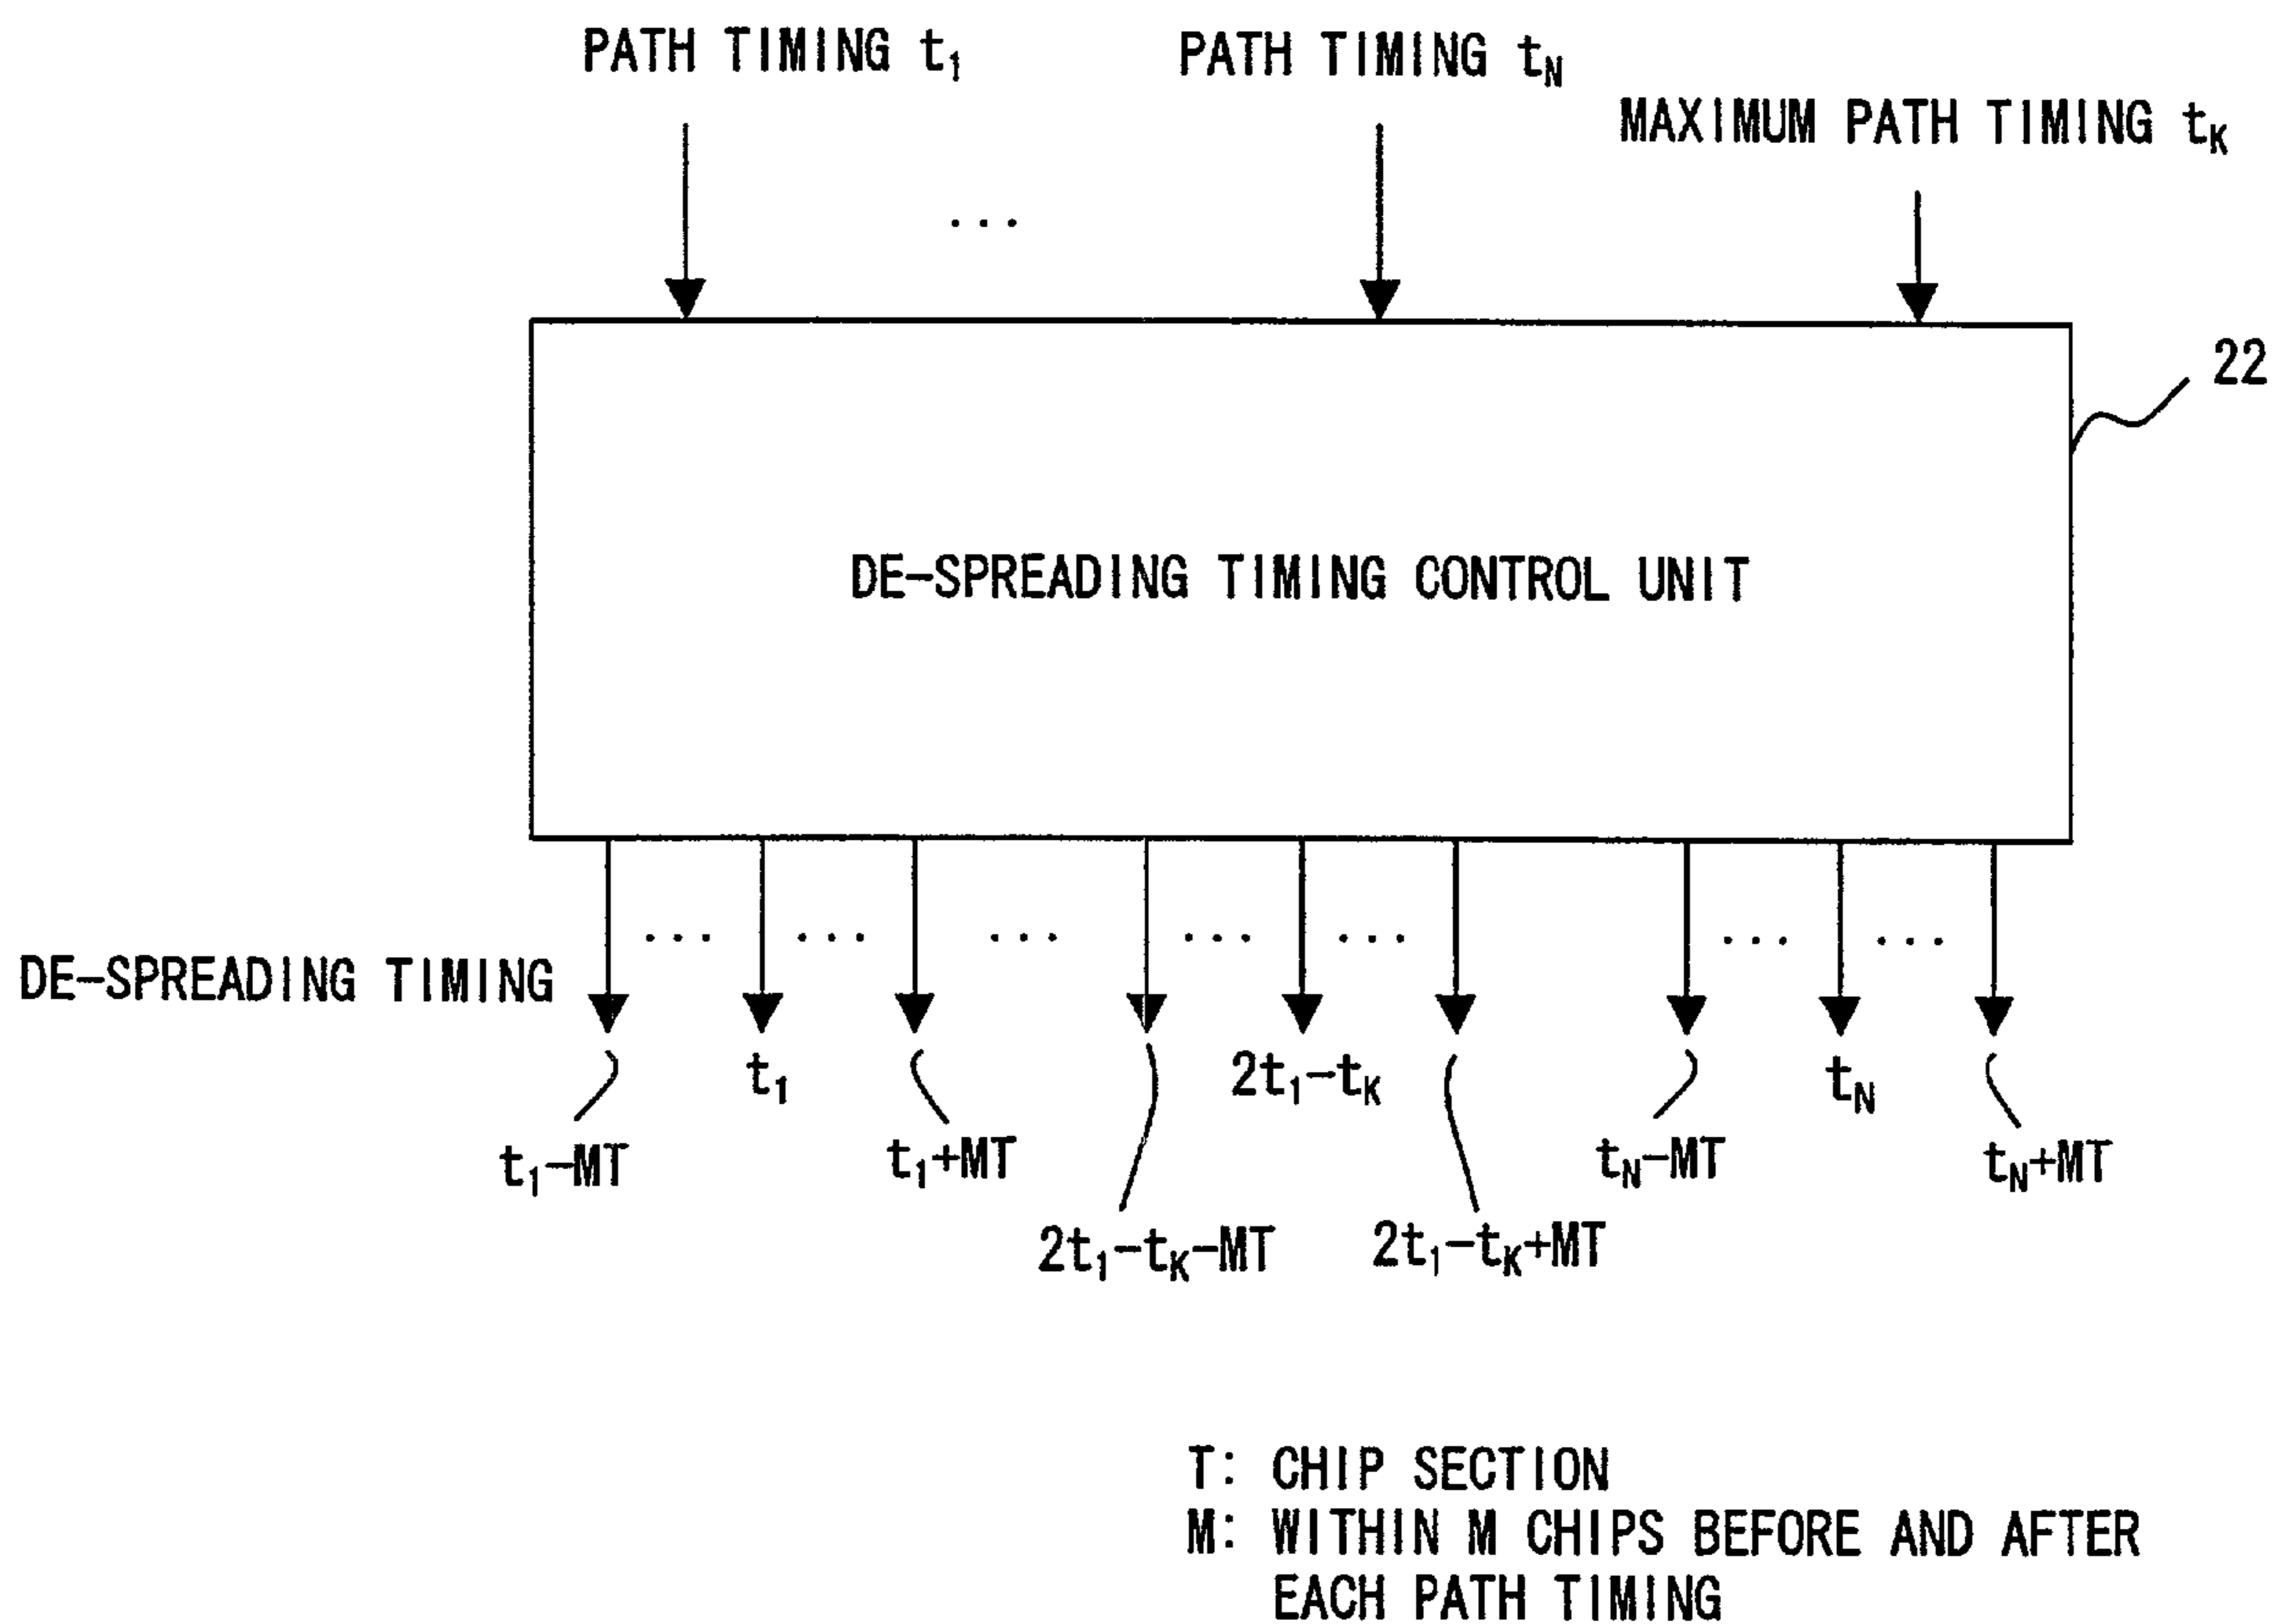 PATH TIMING t₁
PATH TIMING tN
MAXIMUM PATH TIMING tK
...
22
DE-SPREADING TIMING CONTROL UNIT
... ... ... ... ... ... ...
DE-SPREADING TIMING
t₁ 2t₁-tK tN
t₁-MT t₁+MT tN-MT tN+MT
2t₁-tK-MT 2t₁-tK+MT
T: CHIP SECTION
M: WITHIN M CHIPS BEFORE AND AFTER
EACH PATH TIMING